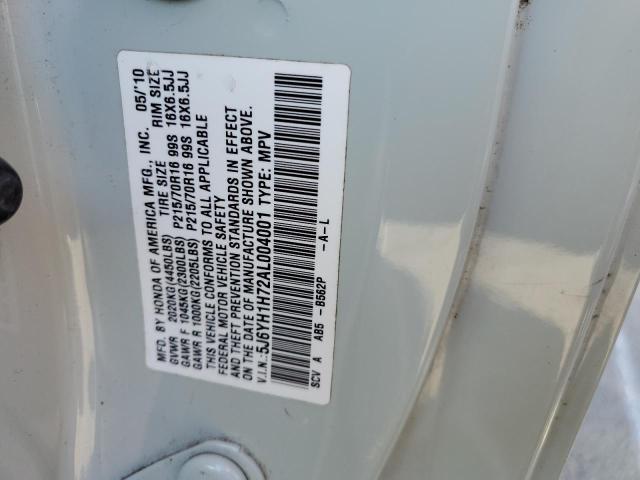 MFD. BY HONDA OF AMERICA MFG., INC. 05/'10
TIRE SIZE RIM SIZE
GVWR 2020KG(4450LBS)
GAWR F 1045KG(2300LBS) P215/70R16 99S 16X6.5JJ
GAWR R 1000KG(2205LBS) P215/70R16 99S 16X6.5JJ
THIS VEHICLE CONFORMS TO ALL APPLICABLE
FEDERAL MOTOR VEHICLE SAFETY
AND THEFT PREVENTION STANDARDS IN EFFECT
ON THE DATE OF MANUFACTURE SHOWN ABOVE.
V.I.N: 5J6YH1H72AL004001 TYPE: MPV
SCV A AB5 -B562P -A-L